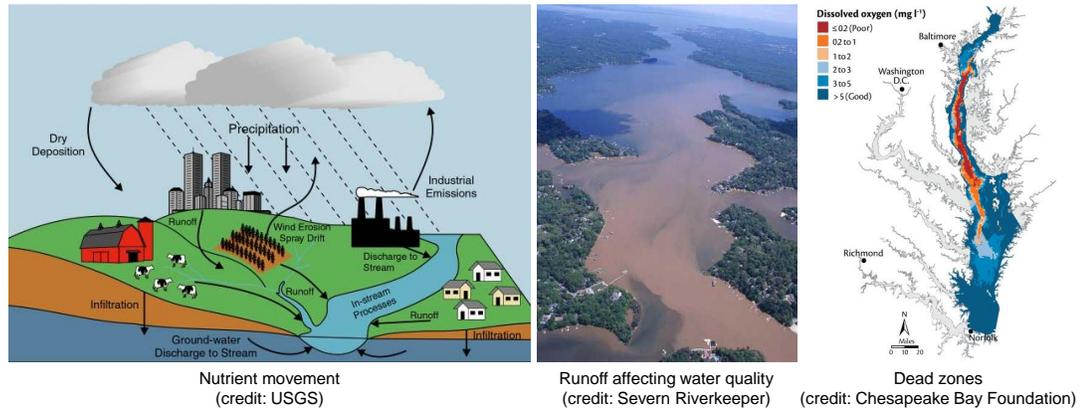 Dry
Deposition
Precipitation
Industrial
Emissions
Runoff
Wind Erosion
Spray Drift
Discharge to
Stream
Runoff
In-stream
Processes
Runoff
Infiltration
Ground-water
Discharge to Stream
Infiltration
Nutrient movement
(credit: USGS)
Runoff affecting water quality
(credit: Severn Riverkeeper)
Dissolved oxygen (mg l⁻¹)
≤ 0.2 (Poor)
0.2 to 1
1 to 2
2 to 3
3 to 5
> 5 (Good)
Baltimore
Washington
D.C.
Richmond
N
Miles
0 10 20
Norfolk
Dead zones
(credit: Chesapeake Bay Foundation)